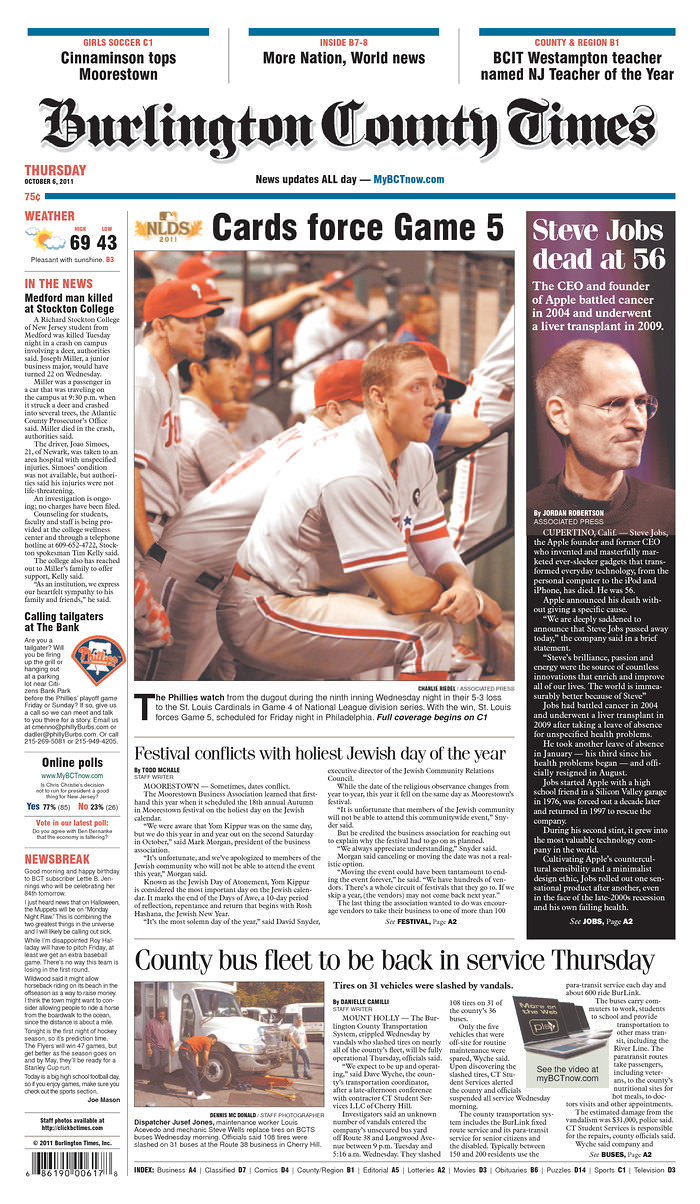 GIRLS SOCCER C1
Cinnaminson tops
Moorestown
INSIDE B7-8
More Nation, World news
COUNTY & REGION B1
BCIT Westampton teacher
named NJ Teacher of the Year
Burlington County Times
THURSDAY
OCTOBER 6, 2011
News updates ALL day — MyBCTnow.com
75¢
WEATHER
HIGH LOW
69 43
Pleasant with sunshine. B3
IN THE NEWS
Medford man killed
at Stockton College
A Richard Stockton College
of New Jersey student from
Medford was killed Tuesday
night in a crash on campus
involving a deer, authorities
said. Joseph Miller, a junior
business major, would have
turned 22 on Wednesday.
Miller was a passenger in
a car that was traveling on
the campus at 9:30 p.m. when
it struck a deer and crashed
into several trees, the Atlantic
County Prosecutor's Office
said. Miller died in the crash,
authorities said.
The driver, Joao Simoes,
21, of Newark, was taken to an
area hospital with unspecified
injuries. Simoes' condition
was not available, but authori-
ties said his injuries were not
life-threatening.
An investigation is ongo-
ing; no charges have been filed.
Counseling for students,
faculty and staff is being pro-
vided at the college wellness
center and through a telephone
hotline at 609-652-4722, Stock-
ton spokesman Tim Kelly said.
The college also has reached
out to Miller's family to offer
support, Kelly said.
"As an institution, we express
our heartfelt sympathy to his
family and friends," he said.
Calling tailgaters
at The Bank
Are you a
tailgater? Will
you be firing
up the grill or
hanging out
at a parking
lot near Citi-
zens Bank Park
before the Phillies' playoff game
Friday or Sunday? If so, give us
a call so we can meet and talk
to you there for a story. Email us
at cmenno@phillyBurbs.com or
dadler@phillyBurbs.com. Or call
215-269-5081 or 215-949-4205.
Phillies
Online polls
www.MyBCTnow.com
Is Chris Christie's decision
not to run for president a good
thing for New Jersey?
Yes 77% (85) No 23% (26)
Vote in our latest poll:
Do you agree with Ben Bernanke
that the economy is faltering?
NEWSBREAK
Good morning and happy birthday
to BCT subscriber Lettie B. Jen-
nings who will be celebrating her
84th tomorrow.
I just heard news that on Halloween,
the Muppets will be on "Monday
Night Raw." This is combining the
two greatest things in the universe
and I will likely be calling out sick.
While I'm disappointed Roy Hal-
laday will have to pitch Friday, at
least we get an extra baseball
game. There's no way this team is
losing in the first round.
Wildwood said it might allow
horseback riding on its beach in the
offseason as a way to raise money.
I think the town might want to con-
sider allowing people to ride a horse
from the boardwalk to the ocean,
since the distance is about a mile.
Tonight is the first night of hockey
season, so it's prediction time.
The Flyers will win 47 games, but
get better as the season goes on
and by May, they'll be ready for a
Stanley Cup run.
Today is a big high school football day,
so if you enjoy games, make sure you
check out the sports section.
Joe Mason
Staff photos available at
http://clickbctimes.com
© 2011 Burlington Times, Inc.
6 86190 00617 8
NLDS
2011
Cards force Game 5
CHARLIE RIEDEL / ASSOCIATED PRESS
The Phillies watch from the dugout during the ninth inning Wednesday night in their 5-3 loss
to the St. Louis Cardinals in Game 4 of National League division series. With the win, St. Louis
forces Game 5, scheduled for Friday night in Philadelphia. Full coverage begins on C1
Steve Jobs
dead at 56
The CEO and founder
of Apple battled cancer
in 2004 and underwent
a liver transplant in 2009.
By JORDAN ROBERTSON
ASSOCIATED PRESS
CUPERTINO, Calif. — Steve Jobs,
the Apple founder and former CEO
who invented and masterfully mar-
keted ever-sleeker gadgets that trans-
formed everyday technology, from the
personal computer to the iPod and
iPhone, has died. He was 56.
Apple announced his death with-
out giving a specific cause.
"We are deeply saddened to
announce that Steve Jobs passed away
today," the company said in a brief
statement.
"Steve's brilliance, passion and
energy were the source of countless
innovations that enrich and improve
all of our lives. The world is immea-
surably better because of Steve"
Jobs had battled cancer in 2004
and underwent a liver transplant in
2009 after taking a leave of absence
for unspecified health problems.
He took another leave of absence
in January — his third since his
health problems began — and offi-
cially resigned in August.
Jobs started Apple with a high
school friend in a Silicon Valley garage
in 1976, was forced out a decade later
and returned in 1997 to rescue the
company.
During his second stint, it grew into
the most valuable technology com-
pany in the world.
Cultivating Apple's countercul-
tural sensibility and a minimalist
design ethic, Jobs rolled out one sen-
sational product after another, even
in the face of the late-2000s recession
and his own failing health.
See JOBS, Page A2
Festival conflicts with holiest Jewish day of the year
By TODD MCHALE
STAFF WRITER
MOORESTOWN — Sometimes, dates conflict.
The Moorestown Business Association learned that first-
hand this year when it scheduled the 18th annual Autumn
in Moorestown festival on the holiest day on the Jewish
calendar.
"We were aware that Yom Kippur was on the same day,
but we do this year in and year out on the second Saturday
in October," said Mark Morgan, president of the business
association.
"It's unfortunate, and we've apologized to members of the
Jewish community who will not be able to attend the event
this year," Morgan said.
Known as the Jewish Day of Atonement, Yom Kippur
is considered the most important day on the Jewish calen-
dar. It marks the end of the Days of Awe, a 10-day period
of reflection, repentance and return that begins with Rosh
Hashana, the Jewish New Year.
"It's the most solemn day of the year," said David Snyder,
executive director of the Jewish Community Relations
Council.
While the date of the religious observance changes from
year to year, this year it fell on the same day as Moorestown's
festival.
"It is unfortunate that members of the Jewish community
will not be able to attend this communitywide event," Sny-
der said.
But he credited the business association for reaching out
to explain why the festival had to go on as planned.
"We always appreciate understanding," Snyder said.
Morgan said canceling or moving the date was not a real-
istic option.
"Moving the event could have been tantamount to end-
ing the event forever," he said. "We have hundreds of ven-
dors. There's a whole circuit of festivals that they go to. If we
skip a year, (the vendors) may not come back next year."
The last thing the association wanted to do was encour-
age vendors to take their business to one of more than 100
See FESTIVAL, Page A2
County bus fleet to be back in service Thursday
DENNIS MC DONALD / STAFF PHOTOGRAPHER
Dispatcher Jusef Jones, maintenance worker Louis
Acevedo and mechanic Steve Wells replace tires on BCTS
buses Wednesday morning. Officials said 108 tires were
slashed on 31 buses at the Route 38 business in Cherry Hill.
Tires on 31 vehicles were slashed by vandals.
By DANIELLE CAMILLI
STAFF WRITER
MOUNT HOLLY — The Bur-
lington County Transportation
System, crippled Wednesday by
vandals who slashed tires on nearly
all of the county's fleet, will be fully
operational Thursday, officials said.
"We expect to be up and operat-
ing," said Dave Wyche, the coun-
ty's transportation coordinator,
after a late-afternoon conference
with contractor CT Student Ser-
vices LLC of Cherry Hill.
Investigators said an unknown
number of vandals entered the
company's unsecured bus yard
off Route 38 and Longwood Ave-
nue between 9 p.m. Tuesday and
5:16 a.m. Wednesday. They slashed
108 tires on 31 of
the county's 36
buses.
Only the five
vehicles that were
off-site for routine
maintenance were
spared, Wyche said.
Upon discovering the
slashed tires, CT Stu-
dent Services alerted
the county and officials
suspended all service Wednesday
morning.
The county transportation sys-
tem includes the BurLink fixed
route service and its para-transit
service for senior citizens and
the disabled. Typically between
150 and 200 residents use the
para-transit service each day and
about 600 ride BurLink.
The buses carry com-
muters to work, students
to school and provide
transportation to
other mass tran-
sit, including the
River Line. The
paratransit routes
take passengers,
including veter-
ans, to the county's
nutritional sites for
hot meals, to doc-
tors visits and other appointments.
The estimated damage from the
vandalism was $31,000, police said.
CT Student Services is responsible
for the repairs, county officials said.
Wyche said company and
See BUSES, Page A2
More on
the Web
play
See the video at
myBCTnow.com
INDEX: Business A4 | Classified D7 | Comics D4 | County/Region B1 | Editorial A5 | Lotteries A2 | Movies D3 | Obituaries B6 | Puzzles D14 | Sports C1 | Television D3